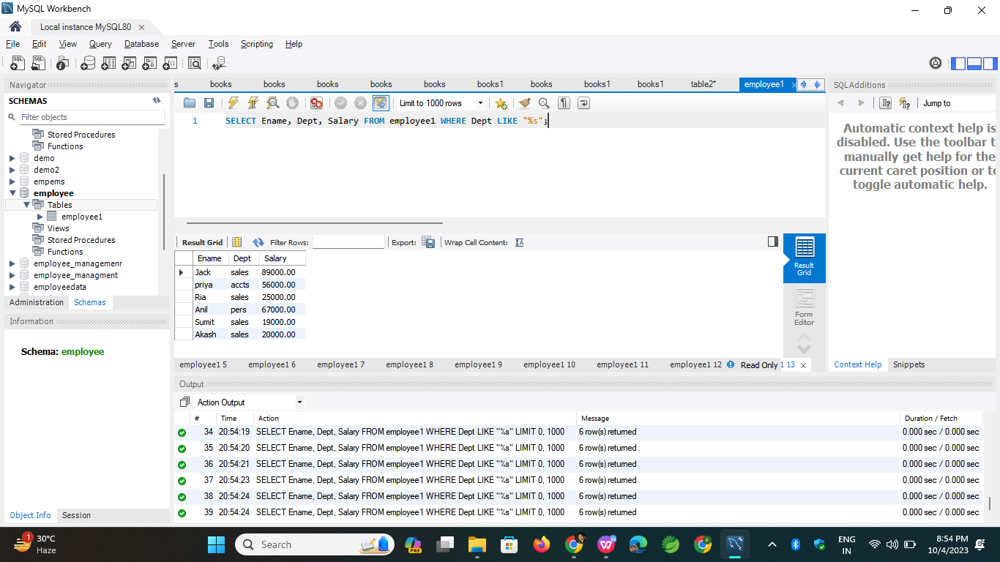 MySQL Workbench
Local instance MySQL80
File Edit View Query Database Server Tools Scripting Help
Navigator
SCHEMAS
Filter objects
Stored Procedures
Functions
demo
demo2
empems
employee
Tables
employee1
Views
Stored Procedures
Functions
employee_managemenr
employee_managment
employeedata
Administration Schemas
Information
Schema: employee
Object Info Session
s books books books books books books1 books books1 books1 table2* employee1
Limit to 1000 rows
1 SELECT Ename, Dept, Salary FROM employee1 WHERE Dept LIKE "%s";
Result Grid Filter Rows: Export: Wrap Cell Content:
Ename Dept Salary
Jack sales 89000.00
priya accts 56000.00
Ria sales 25000.00
Anil pers 67000.00
Sumit sales 19000.00
Akash sales 20000.00
Result
Grid
Form
Editor
employee1 5 employee1 6 employee1 7 employee1 8 employee1 9 employee1 10 employee1 11 employee1 12 Read Only 1 13
SQLAdditions
Jump to
Automatic context help is
disabled. Use the toolbar t
manually get help for the
current caret position or to
toggle automatic help.
Context Help Snippets
Output
Action Output
# Time Action Message Duration / Fetch
34 20:54:19 SELECT Ename, Dept, Salary FROM employee1 WHERE Dept LIKE "%s" LIMIT 0, 1000 6 row(s) returned 0.000 sec / 0.000 sec
35 20:54:20 SELECT Ename, Dept, Salary FROM employee1 WHERE Dept LIKE "%s" LIMIT 0, 1000 6 row(s) returned 0.000 sec / 0.000 sec
36 20:54:21 SELECT Ename, Dept, Salary FROM employee1 WHERE Dept LIKE "%s" LIMIT 0, 1000 6 row(s) returned 0.000 sec / 0.000 sec
37 20:54:23 SELECT Ename, Dept, Salary FROM employee1 WHERE Dept LIKE "%s" LIMIT 0, 1000 6 row(s) returned 0.000 sec / 0.000 sec
38 20:54:24 SELECT Ename, Dept, Salary FROM employee1 WHERE Dept LIKE "%s" LIMIT 0, 1000 6 row(s) returned 0.000 sec / 0.000 sec
39 20:54:24 SELECT Ename, Dept, Salary FROM employee1 WHERE Dept LIKE "%s" LIMIT 0, 1000 6 row(s) returned 0.000 sec / 0.000 sec
1
30°C
Haze
Search
PRE
ENG
IN
8:54 PM
10/4/2023